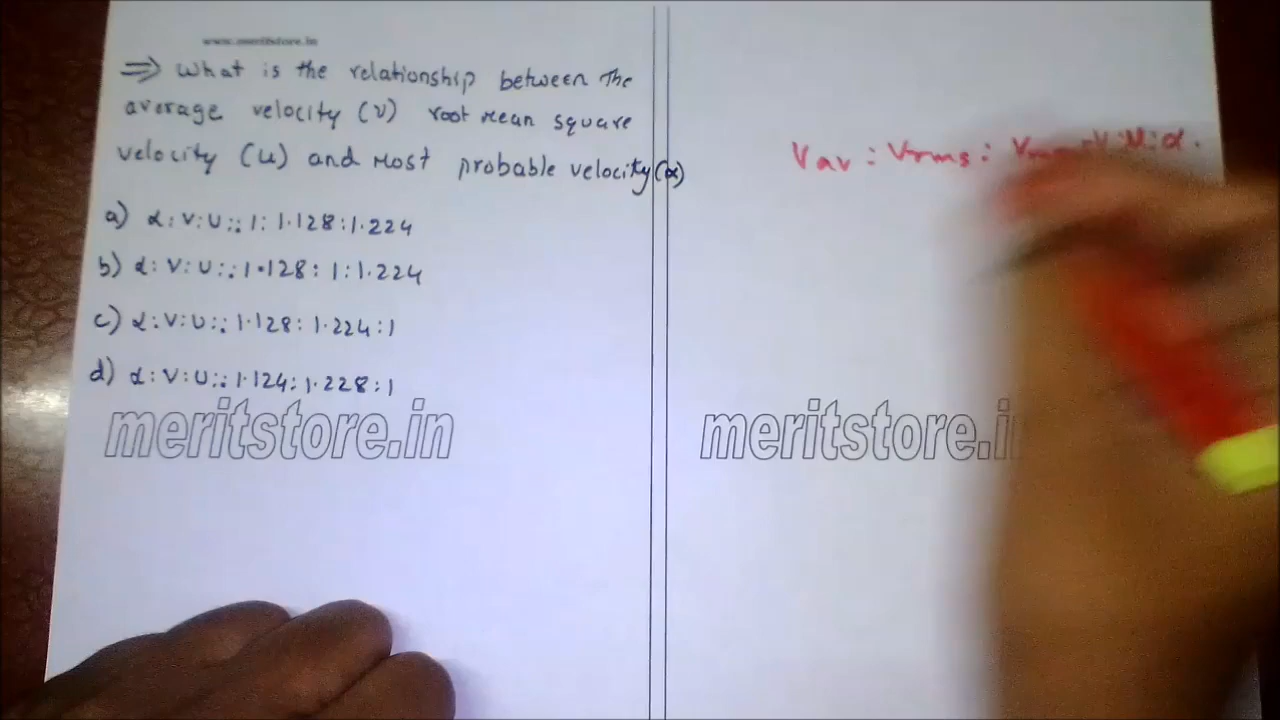 www.meritstore.in
⇒ What is the relationship between the
average velocity (v) root mean square
velocity (u) and most probable velocity (α)
a) α : V : U :: 1 : 1.128 : 1.224
b) α : V : U :: 1.128 : 1 : 1.224
c) α : V : U :: 1.128 : 1.224 : 1
d) α : V : U :: 1.124 : 1.228 : 1
meritstore.in
Vav : Vrms : V : U : α.
meritstore.i